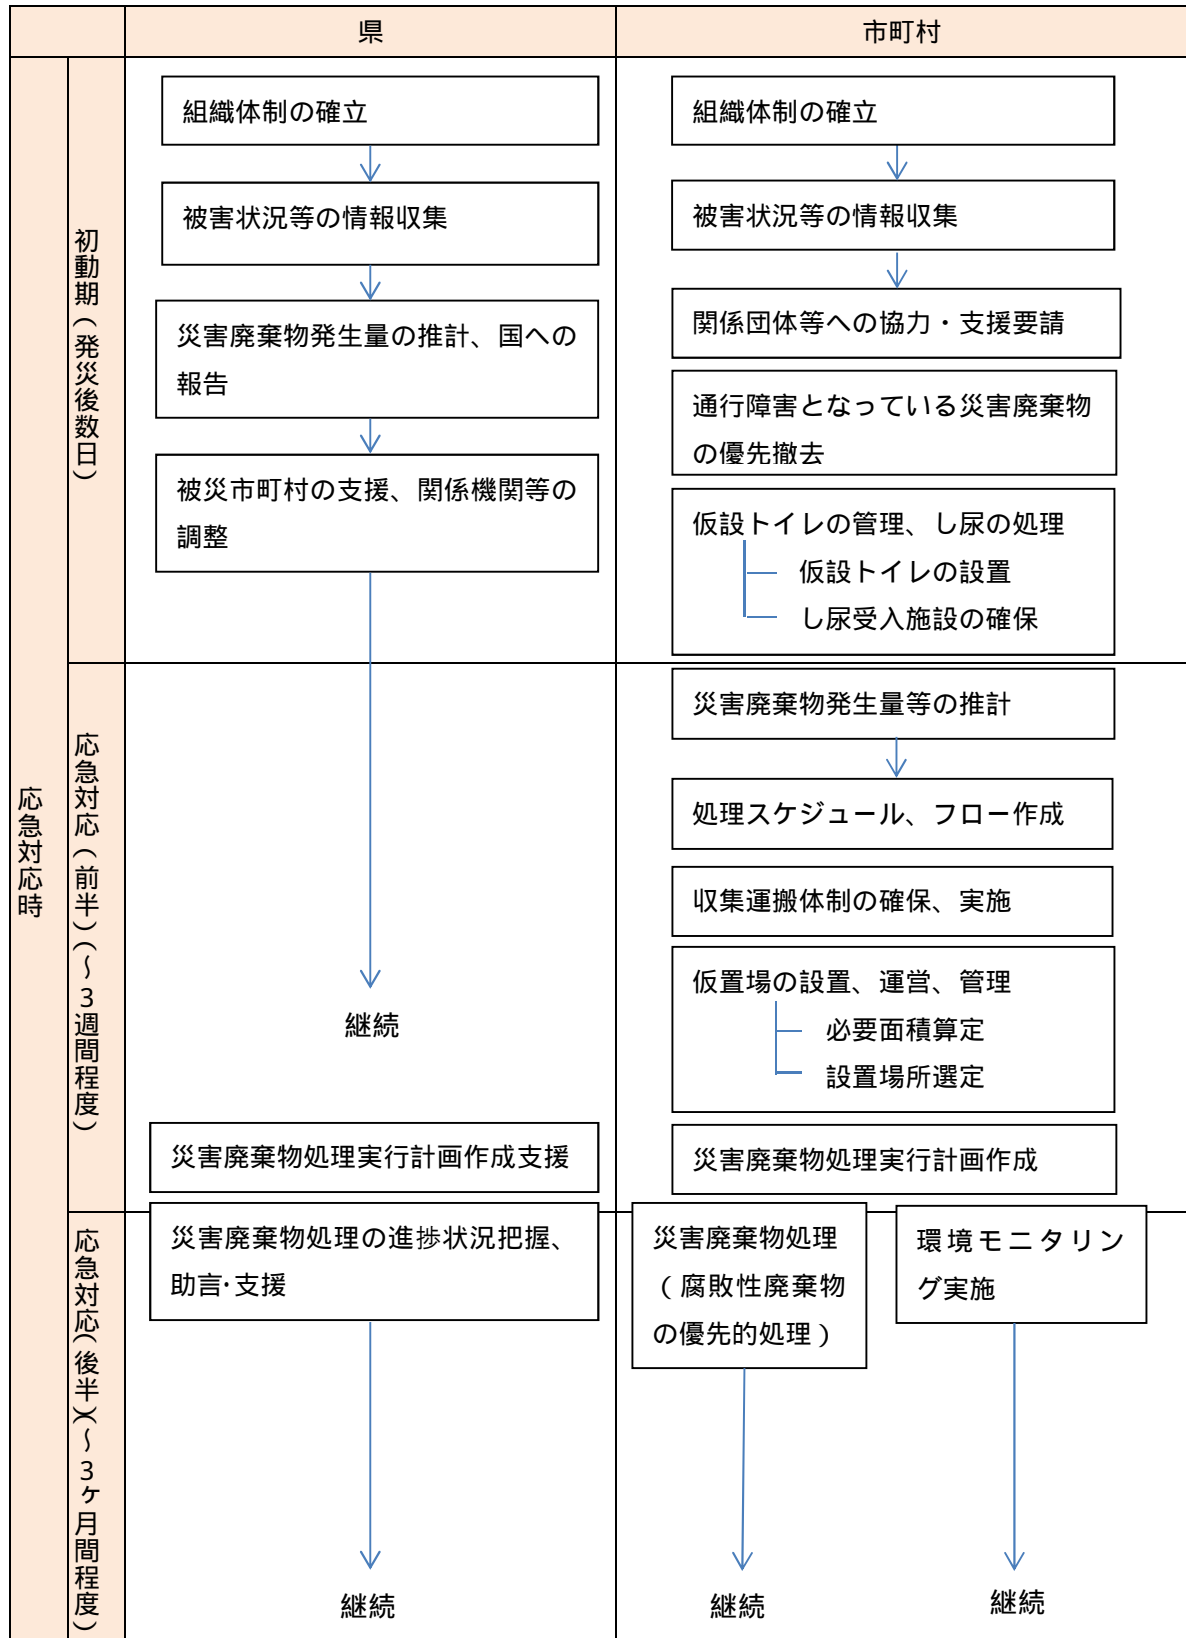 県
市町村
応急対応時
初動期（発災後数日）
組織体制の確立
被害状況等の情報収集
災害廃棄物発生量の推計、国への
報告
被災市町村の支援、関係機関等の
調整
組織体制の確立
被害状況等の情報収集
関係団体等への協力・支援要請
通行障害となっている災害廃棄物
の優先撤去
仮設トイレの管理、し尿の処理
仮設トイレの設置
し尿受入施設の確保
応急対応（前半）（～3週間程度）
継続
災害廃棄物処理実行計画作成支援
災害廃棄物発生量等の推計
処理スケジュール、フロー作成
収集運搬体制の確保、実施
仮置場の設置、運営、管理
必要面積算定
設置場所選定
災害廃棄物処理実行計画作成
応急対応（後半）（～3ヶ月間程度）
災害廃棄物処理の進捗状況把握、
助言・支援
継続
災害廃棄物処理
（腐敗性廃棄物
の優先的処理）
継続
環境モニタリン
グ実施
継続